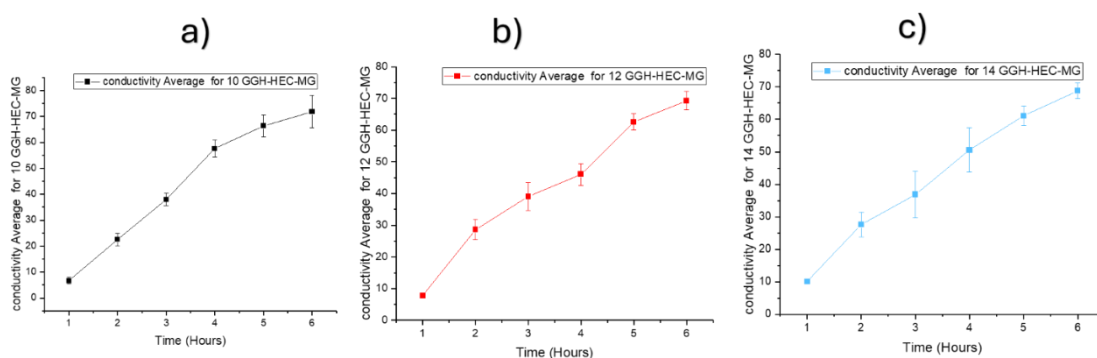 a)
conductivity Average for 10 GGH-HEC-MG
conductivity Average for 10 GGH-HEC-MG
80
70
60
50
40
30
20
10
0
1 2 3 4 5 6
Time (Hours)
b)
conductivity Average for 12 GGH-HEC-MG
conductivity Average for 12 GGH-HEC-MG
80
70
60
50
40
30
20
10
0
1 2 3 4 5 6
Time (Hours)
c)
conductivity Average for 14 GGH-HEC-MG
conductivity Average for 14 GGH-HEC-MG
80
70
60
50
40
30
20
10
0
1 2 3 4 5 6
Time (Hours)